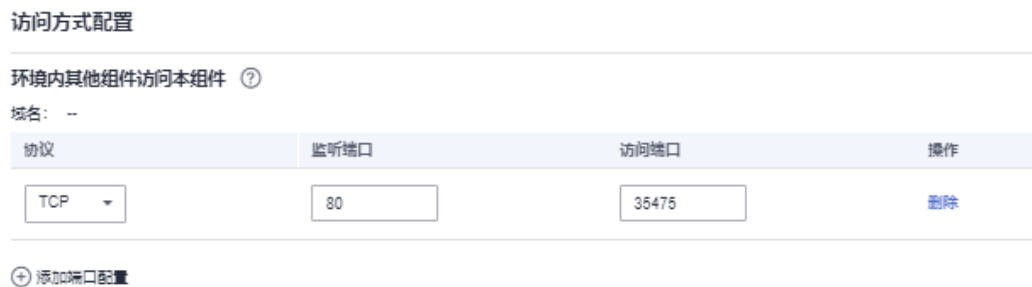 访问方式配置
环境内其他组件访问本组件 ?
域名： --
协议 监听端口 访问端口 操作
TCP 80 35475 删除
添加端口配置